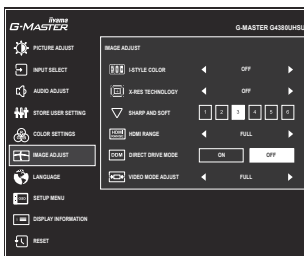 iiyama
G-MASTER
G-MASTER G4380UHSU
PICTURE ADJUST
INPUT SELECT
AUDIO ADJUST
STORE USER SETTING
COLOR SETTINGS
IMAGE ADJUST
LANGUAGE
SETUP MENU
DISPLAY INFORMATION
RESET
IMAGE ADJUST
I-STYLE COLOR OFF
X-RES TECHNOLOGY OFF
SHARP AND SOFT 1 2 3 4 5 6
HDMI RANGE FULL
DDM DIRECT DRIVE MODE ON OFF
VIDEO MODE ADJUST FULL